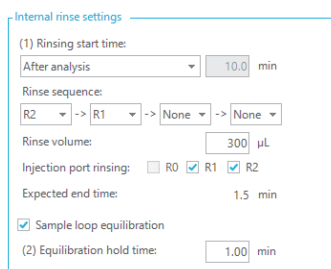 Internal rinse settings
(1) Rinsing start time:
After analysis 10.0 min
Rinse sequence:
R2 -> R1 -> None -> None
Rinse volume: 300 µL
Injection port rinsing: R0 R1 R2
Expected end time: 1.5 min
Sample loop equilibration
(2) Equilibration hold time: 1.00 min